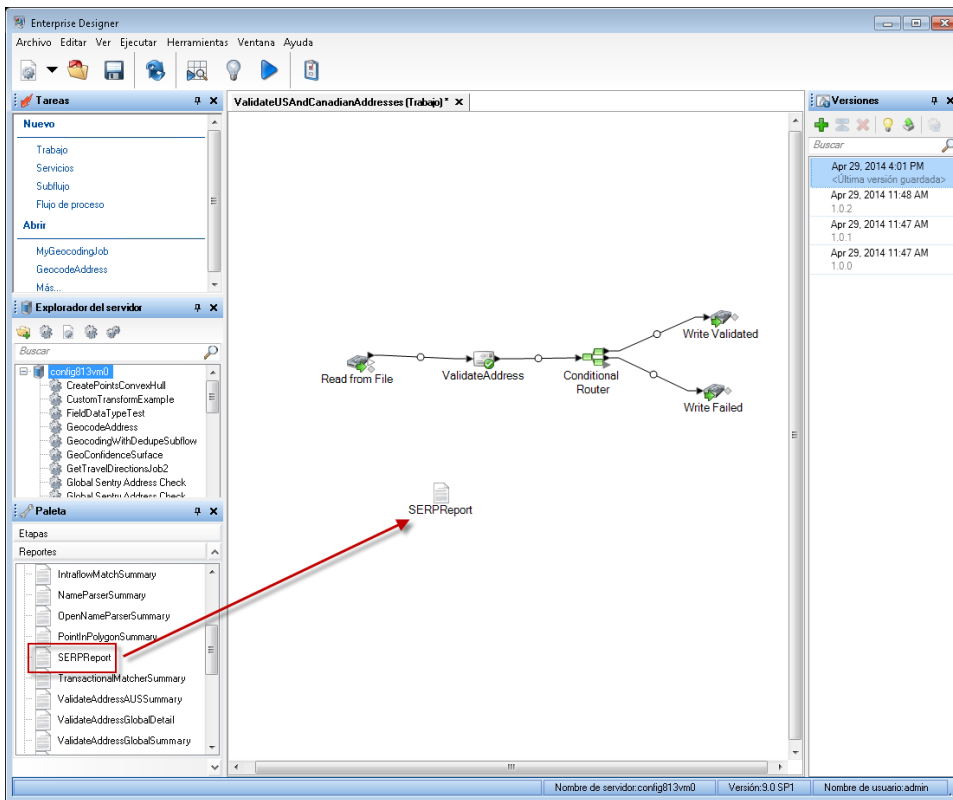 Enterprise Designer
Archivo Editar Ver Ejecutar Herramientas Ventana Ayuda
Tareas
Nuevo
Trabajo
Servicios
Subflujo
Flujo de proceso
Abrir
MyGeocodingJob
GeocodeAddress
Más...
Explorador del servidor
Buscar
config813vm0
CreatePointsConvexHull
CustomTransformExample
FieldDataTypeTest
GeocodeAddress
GeocodingWithDedupeSubflow
GeoConfidenceSurface
GetTravelDirectionsJob2
Global Sentry Address Check
Global Sentry Address Check
Paleta
Etapas
Reportes
IntraflowMatchSummary
NameParserSummary
OpenNameParserSummary
PointInPolygonSummary
SERPReport
TransactionalMatcherSummary
ValidateAddressAUSSummary
ValidateAddressGlobalDetail
ValidateAddressGlobalSummary
ValidateUSAndCanadianAddresses (Trabajo) *
Read from File
ValidateAddress
Conditional
Router
Write Validated
Write Failed
SERPReport
Versiones
Buscar
Apr 29, 2014 4:01 PM
<Última versión guardada>
Apr 29, 2014 11:48 AM
1.0.2
Apr 29, 2014 11:47 AM
1.0.1
Apr 29, 2014 11:47 AM
1.0.0
Nombre de servidor:config813vm0 Versión:9.0 SP1 Nombre de usuario:admin